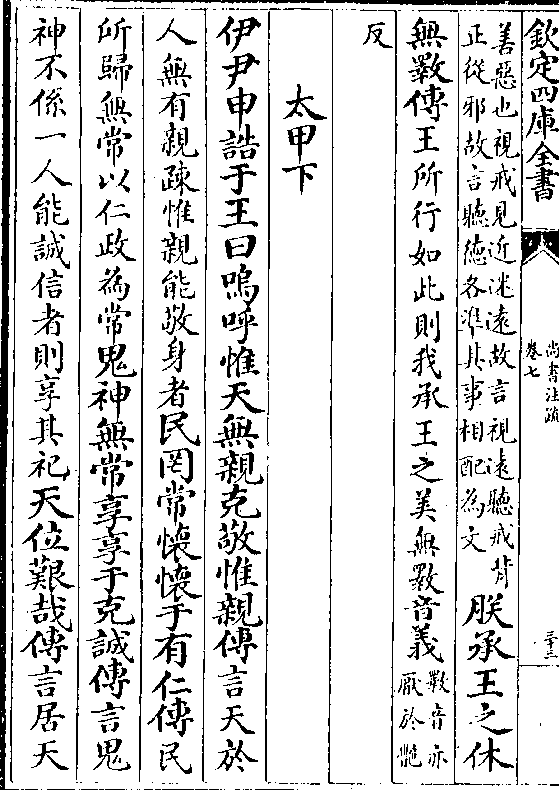 欽定四庫全書
尚書注疏
卷七
三十三
善惡也視戒見近迷遠故言視遠聽戒背
正從邪故言聽德各準其事相配為文
朕承王之休
無斁傳王所行如此則我承王之美無斁音義
斁音亦
厭於豔
反
太甲下
伊尹申誥于王曰嗚呼惟天無親克敬惟親傳言天於
人無有親疎惟親能敬身者民罔常懷懷于有仁傳民
所歸無常以仁政為常鬼神無常享享于克誠傳言鬼
神不係一人能誠信者則享其祀天位艱哉傳言居天